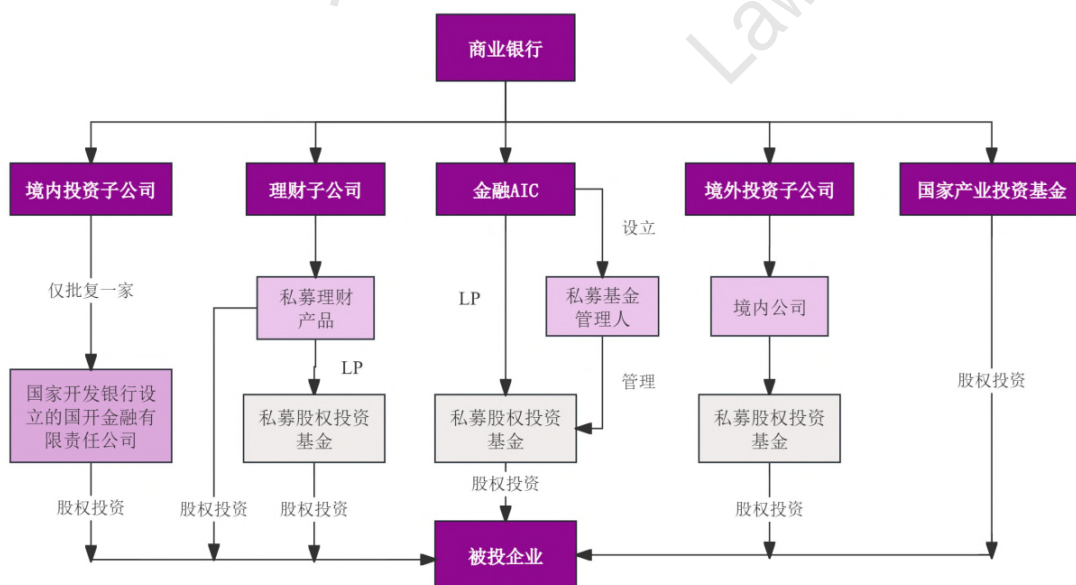 Law
商业银行
境内投资子公司
理财子公司
金融AIC
境外投资子公司
国家产业投资基金
设立
仅批复一家
私募理财
产品
LP
私募基金
管理人
境内公司
LP
管理
股权投资
国家开发银行设
立的国开金融有
限责任公司
私募股权投资
基金
私募股权投资
基金
私募股权投资
基金
股权投资
股权投资
股权投资
股权投资
股权投资
被投企业